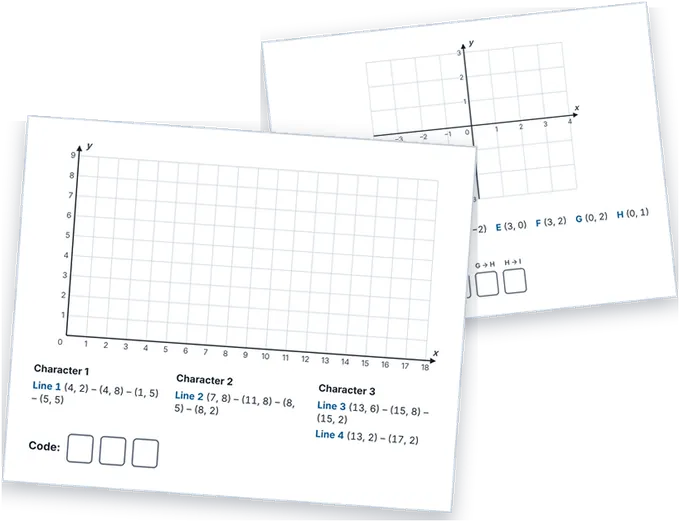 y
3
2
1
x
-3 -2 -1 0 1 2 3 4
-2) E (3, 0) F (3, 2) G (0, 2) H (0, 1)
G → H H → I
y
9
8
7
6
5
4
3
2
1
0 1 2 3 4 5 6 7 8 9 10 11 12 13 14 15 16 17 18
x
Character 1
Line 1 (4, 2) – (4, 8) – (1, 5)
– (5, 5)
Character 2
Line 2 (7, 8) – (11, 8) – (8,
5) – (8, 2)
Character 3
Line 3 (13, 6) – (15, 8) –
(15, 2)
Line 4 (13, 2) – (17, 2)
Code: